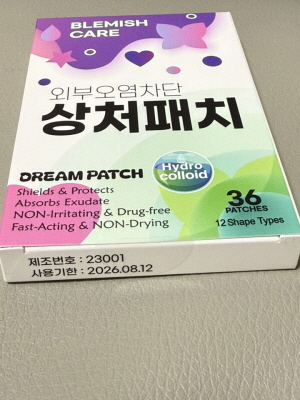 BLEMISH
CARE
외부오염차단
상처패치
DREAM PATCH
Hydro
colloid
Shields & Protects
Absorbs Exudate
NON-Irritating & Drug-free
Fast-Acting & NON-Drying
36
PATCHES
12 Shape Types
제조번호 : 23001
사용기한 : 2026.08.12